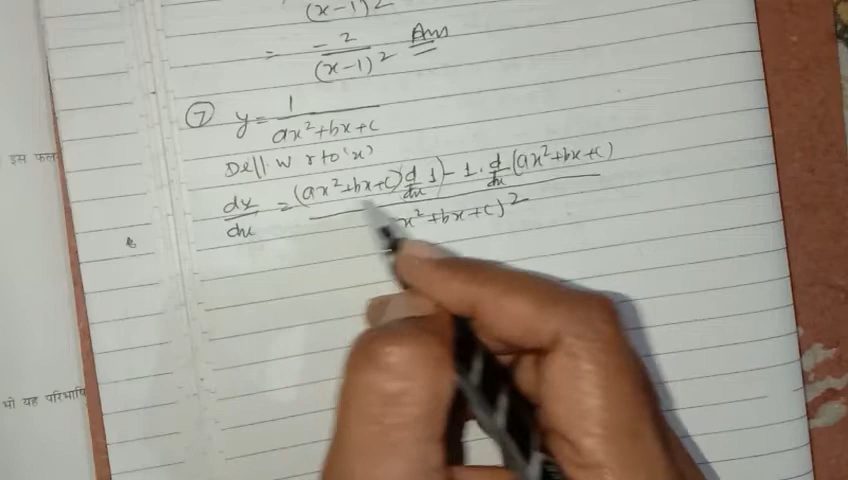 (x-1)2
= -2/(x-1)2 Ans
7 y = 1/ax2+bx+c
Deff. w r to 'x'
dy/dx = (ax2+bx+c) d/dx 1) - 1. d/dx (ax2+bx+c)
x2+bx+c)2
इस फल
भी यह परिभाषि